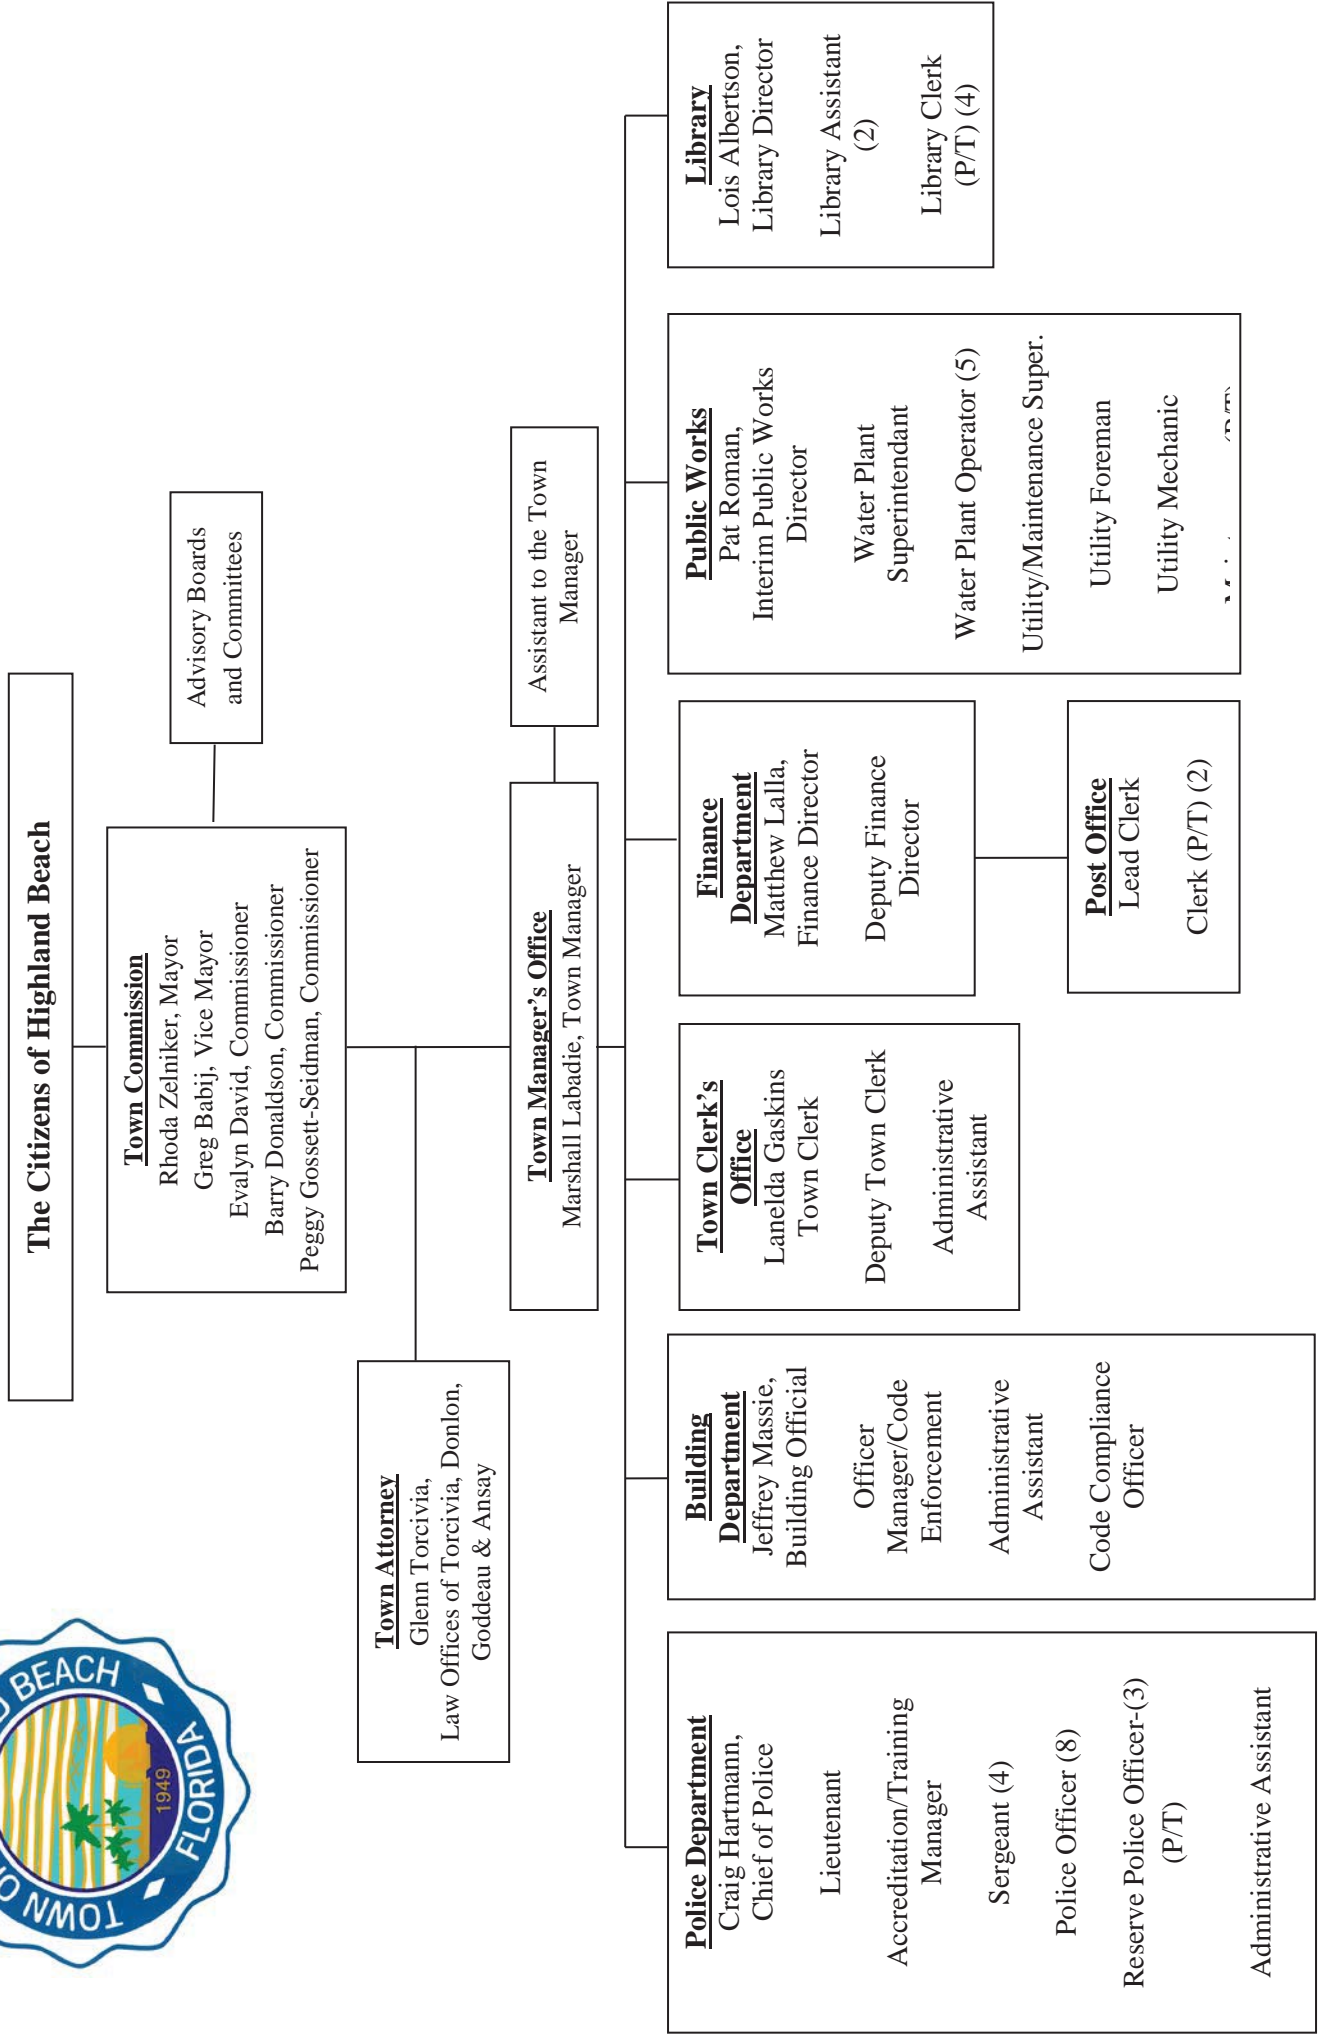 TOWN O
D BEACH
FLORIDA
1949
The Citizens of Highland Beach
Town Commission
Rhoda Zelniker, Mayor
Greg Babij, Vice Mayor
Evalyn David, Commissioner
Barry Donaldson, Commissioner
Peggy Gossett-Seidman, Commissioner
Advisory Boards
and Committees
Town Attorney
Glenn Torcivia,
Law Offices of Torcivia, Donlon,
Goddeau & Ansay
Town Manager's Office
Marshall Labadie, Town Manager
Assistant to the Town
Manager
Police Department
Craig Hartmann,
Chief of Police
Lieutenant
Accreditation/Training
Manager
Sergeant (4)
Police Officer (8)
Reserve Police Officer-(3)
(P/T)
Administrative Assistant
Building
Department
Jeffrey Massie,
Building Official
Officer
Manager/Code
Enforcement
Administrative
Assistant
Code Compliance
Officer
Town Clerk's
Office
Lanelda Gaskins
Town Clerk
Deputy Town Clerk
Administrative
Assistant
Finance
Department
Matthew Lalla,
Finance Director
Deputy Finance
Director
Post Office
Lead Clerk
Clerk (P/T) (2)
Public Works
Pat Roman,
Interim Public Works
Director
Water Plant
Superintendant
Water Plant Operator (5)
Utility/Maintenance Super.
Utility Foreman
Utility Mechanic
Library
Lois Albertson,
Library Director
Library Assistant
(2)
Library Clerk
(P/T) (4)